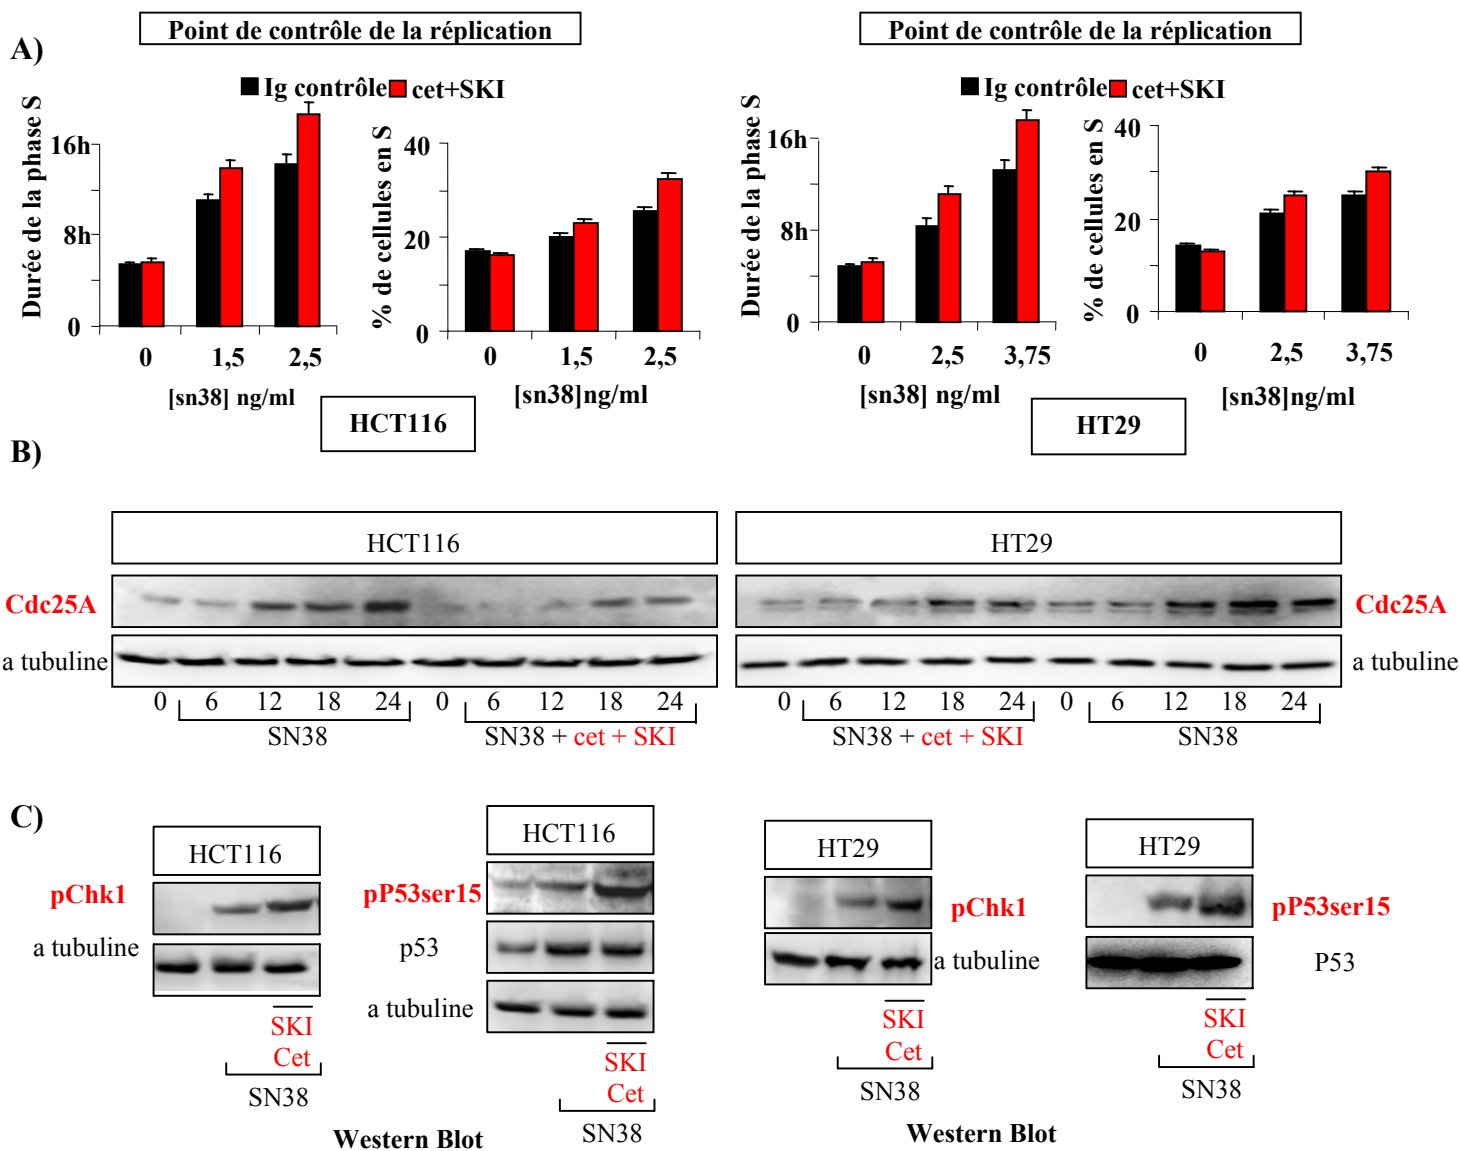 A)
Point de contrôle de la réplication
Ig contrôle cet+SKI
Durée de la phase S
16h
8h
0
0 1,5 2,5
[sn38] ng/ml
% de cellules en S
40
20
0
0 1,5 2,5
[sn38]ng/ml
HCT116
Point de contrôle de la réplication
Ig contrôle cet+SKI
Durée de la phase S
16h
8h
0
0 2,5 3,75
[sn38] ng/ml
% de cellules en S
40
20
0
0 2,5 3,75
[sn38]ng/ml
HT29
B)
HCT116
Cdc25A
a tubuline
0 6 12 18 24 0 6 12 18 24
SN38 SN38 + cet + SKI
HT29
Cdc25A
a tubuline
0 6 12 18 24 0 6 12 18 24
SN38 + cet + SKI SN38
C)
HCT116
pChk1
a tubuline
SKI
Cet
SN38
HCT116
pP53ser15
p53
a tubuline
SKI
Cet
SN38
Western Blot
HT29
pChk1
a tubuline
SKI
Cet
SN38
HT29
pP53ser15
P53
SKI
Cet
SN38
Western Blot